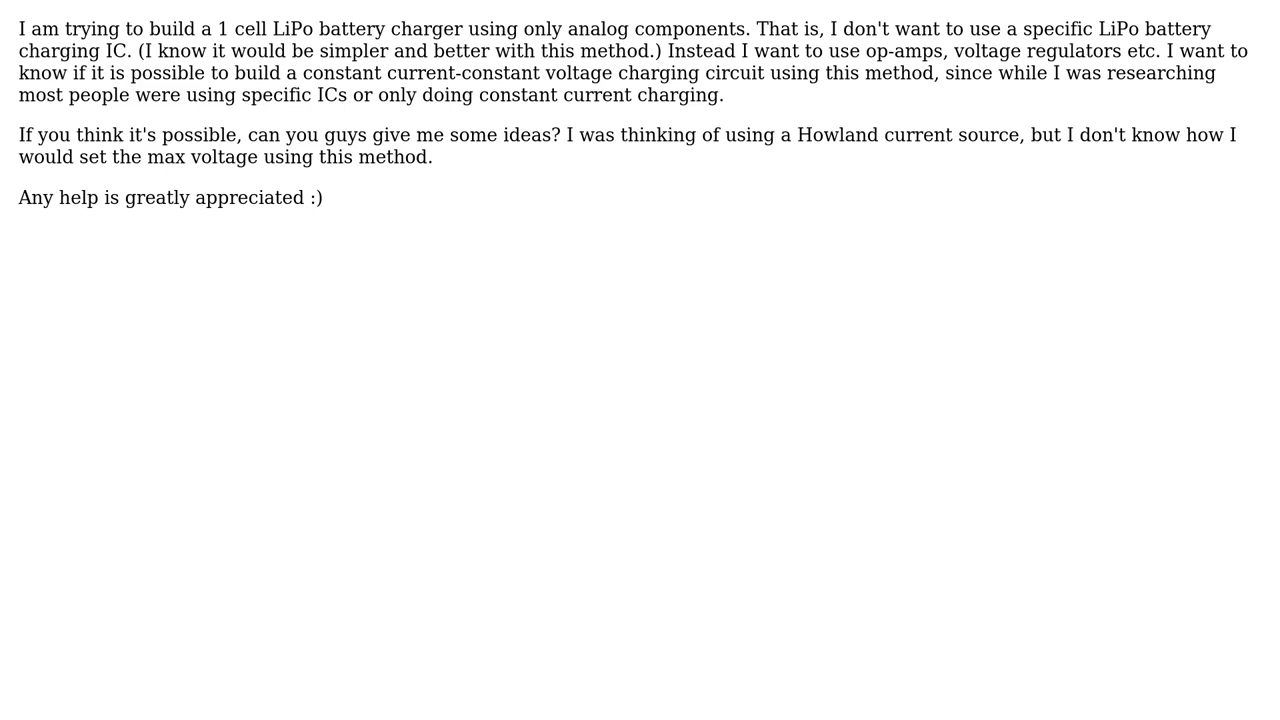 I am trying to build a 1 cell LiPo battery charger using only analog components. That is, I don't want to use a specific LiPo battery
charging IC. (I know it would be simpler and better with this method.) Instead I want to use op-amps, voltage regulators etc. I want to
know if it is possible to build a constant current-constant voltage charging circuit using this method, since while I was researching
most people were using specific ICs or only doing constant current charging.
If you think it's possible, can you guys give me some ideas? I was thinking of using a Howland current source, but I don't know how I
would set the max voltage using this method.
Any help is greatly appreciated :)